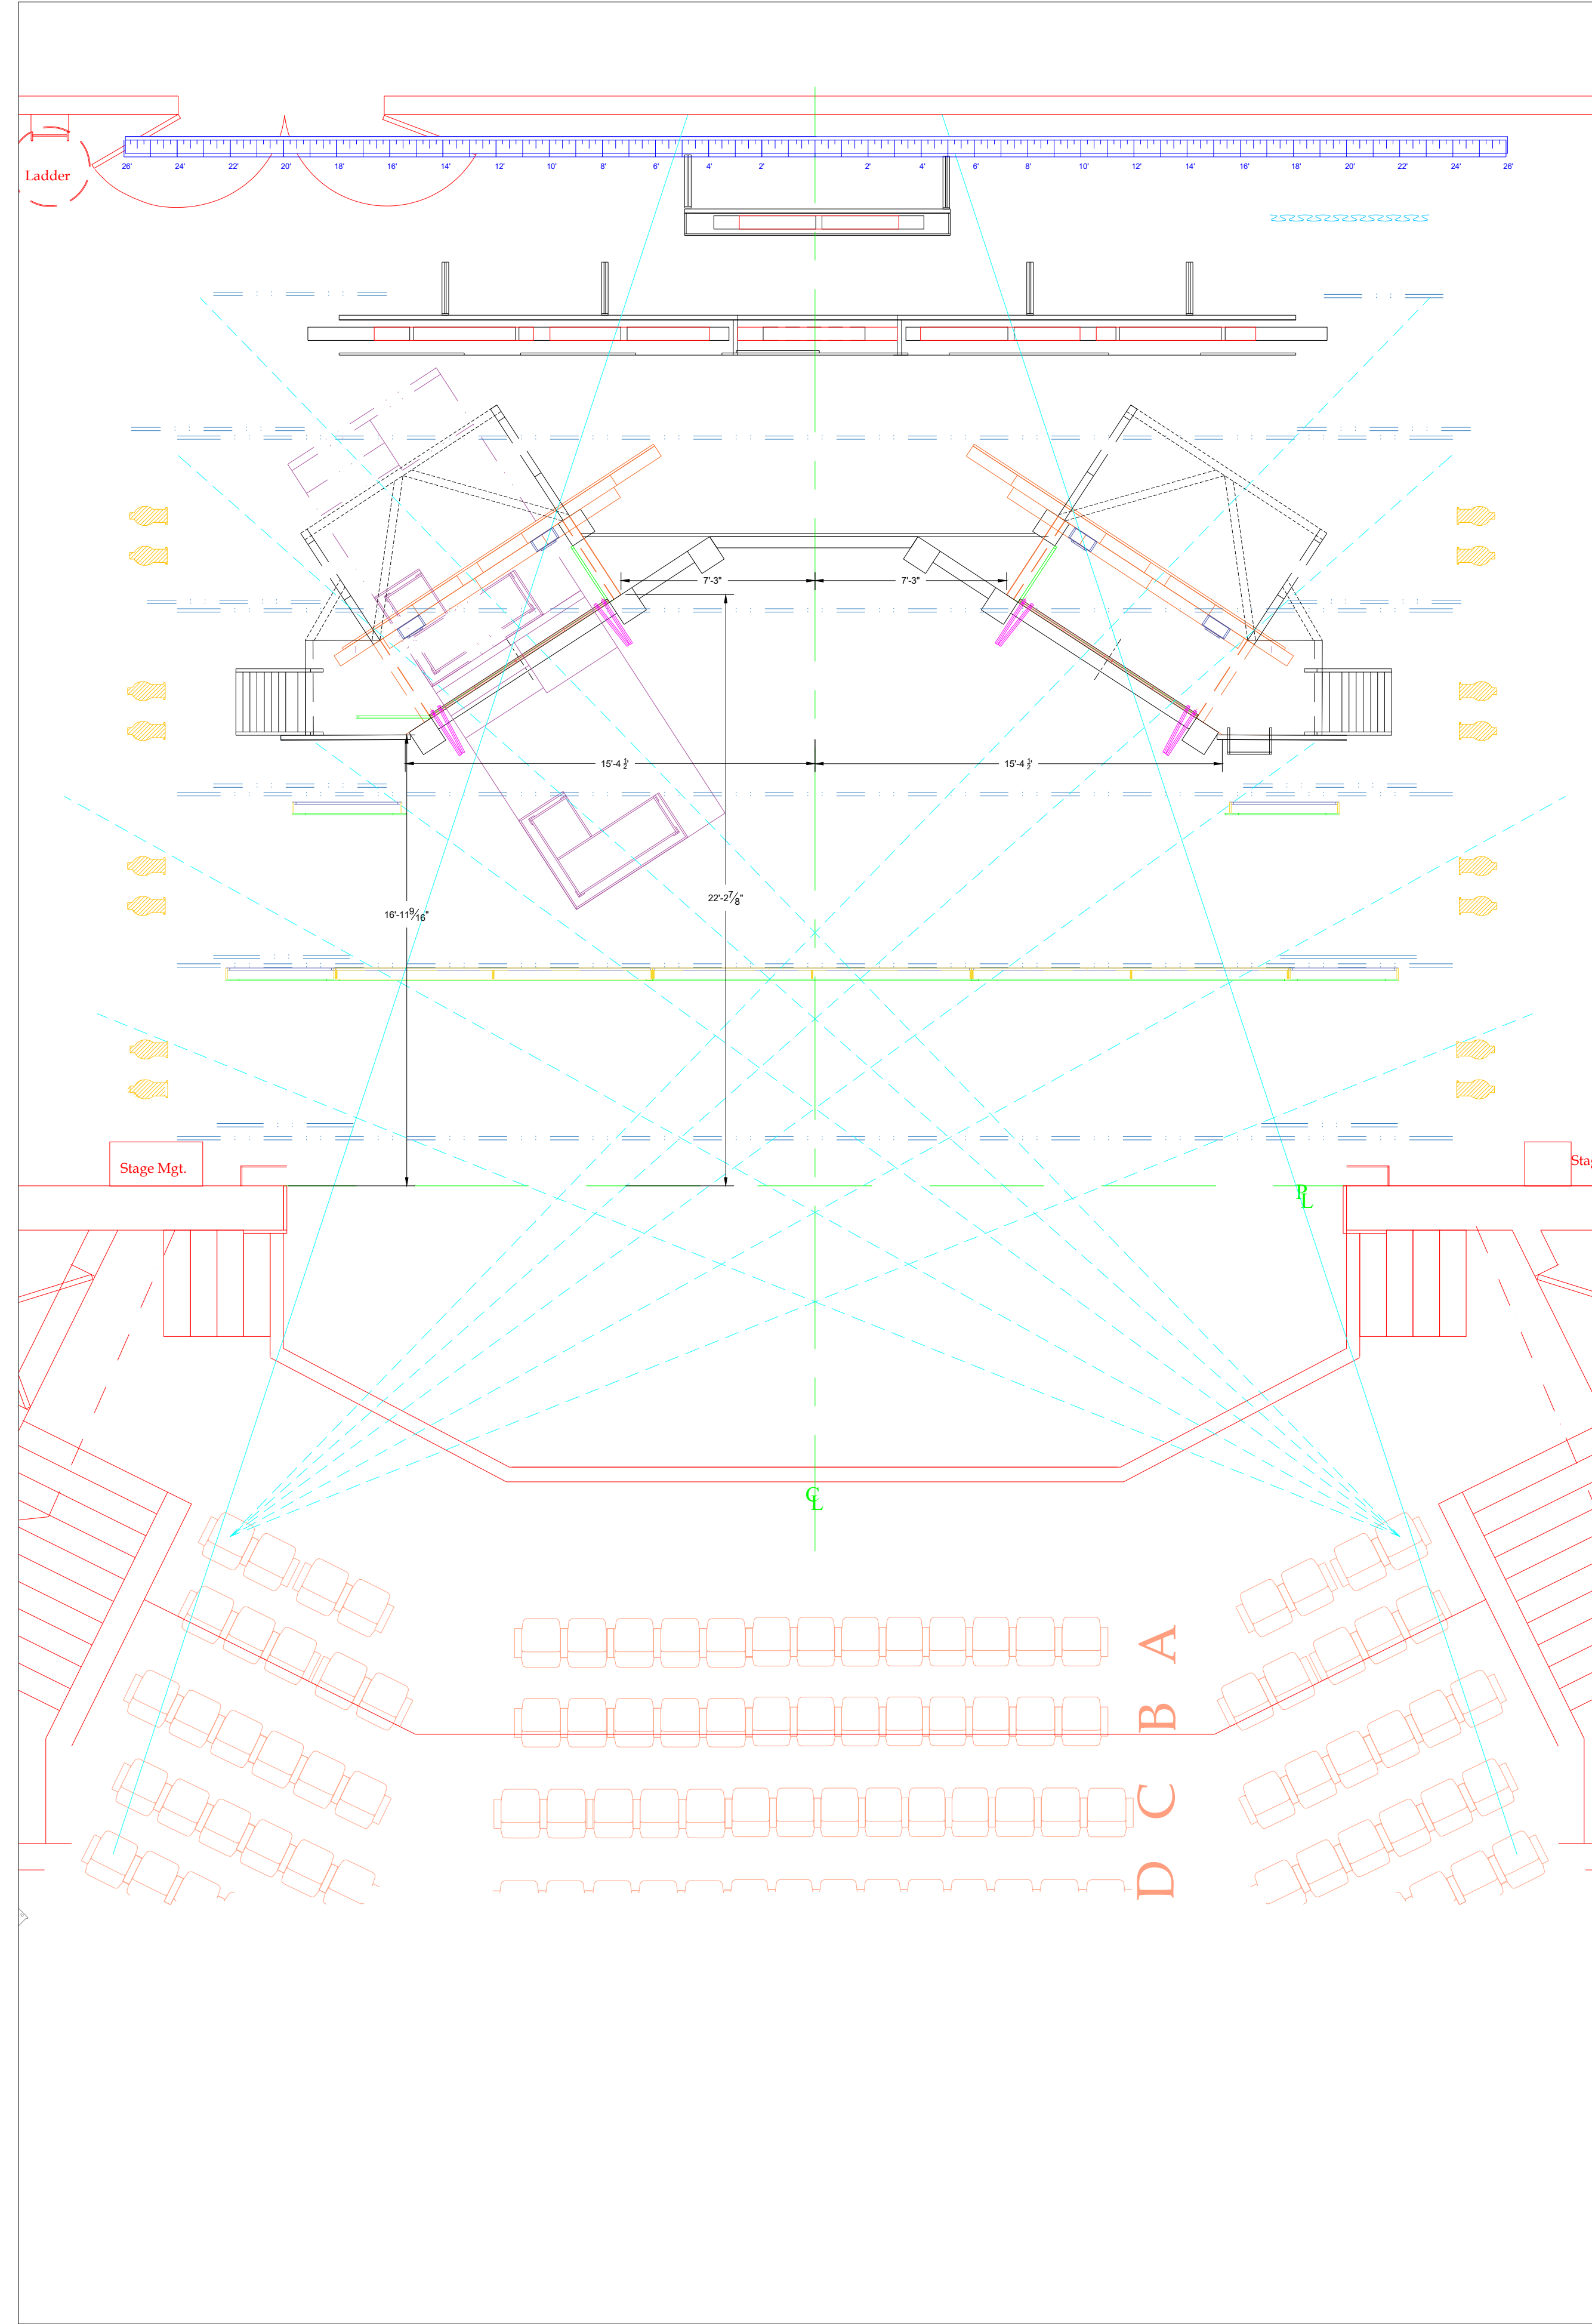 Ladder
26' 24' 22' 20' 18' 16' 14' 12' 10' 8' 6' 4' 2' 2' 4' 6' 8' 10' 12' 14' 16' 18' 20' 22' 24' 26'
7'-3" 7'-3"
15'-4 1/2" 15'-4 1/2"
22'-2 7/8"
16'-11 9/16"
Stage Mgt.
Sta
PL
CL
A
B
C
D